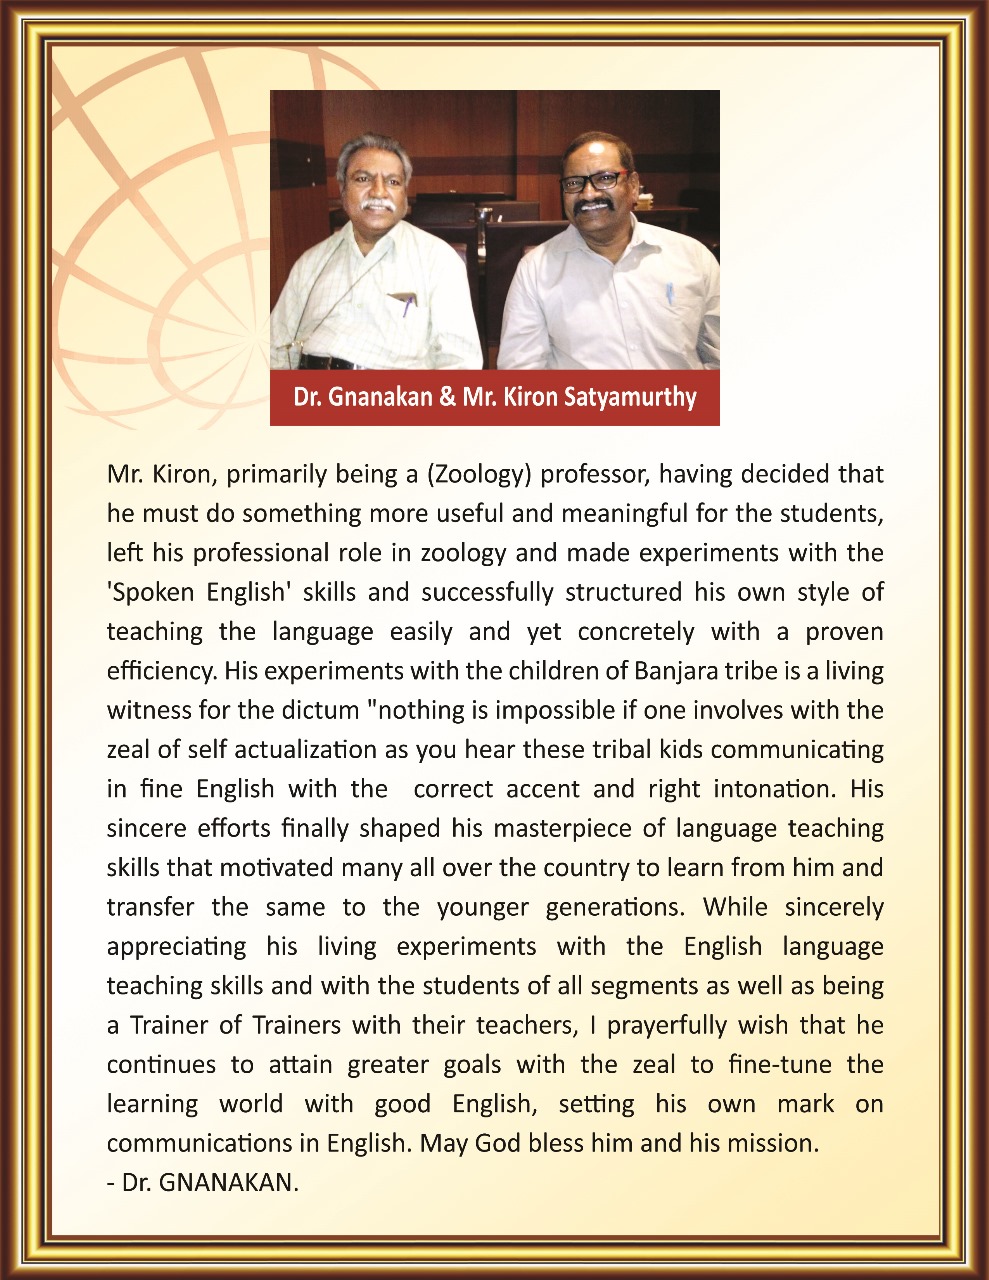 Dr. Gnanakan & Mr. Kiron Satyamurthy
Mr. Kiron, primarily being a (Zoology) professor, having decided that
he must do something more useful and meaningful for the students,
left his professional role in zoology and made experiments with the
'Spoken English' skills and successfully structured his own style of
teaching the language easily and yet concretely with a proven
efficiency. His experiments with the children of Banjara tribe is a living
witness for the dictum "nothing is impossible if one involves with the
zeal of self actualization as you hear these tribal kids communicating
in fine English with the correct accent and right intonation. His
sincere efforts finally shaped his masterpiece of language teaching
skills that motivated many all over the country to learn from him and
transfer the same to the younger generations. While sincerely
appreciating his living experiments with the English language
teaching skills and with the students of all segments as well as being
a Trainer of Trainers with their teachers, I prayerfully wish that he
continues to attain greater goals with the zeal to fine-tune the
learning world with good English, setting his own mark on
communications in English. May God bless him and his mission.
- Dr. GNANAKAN.